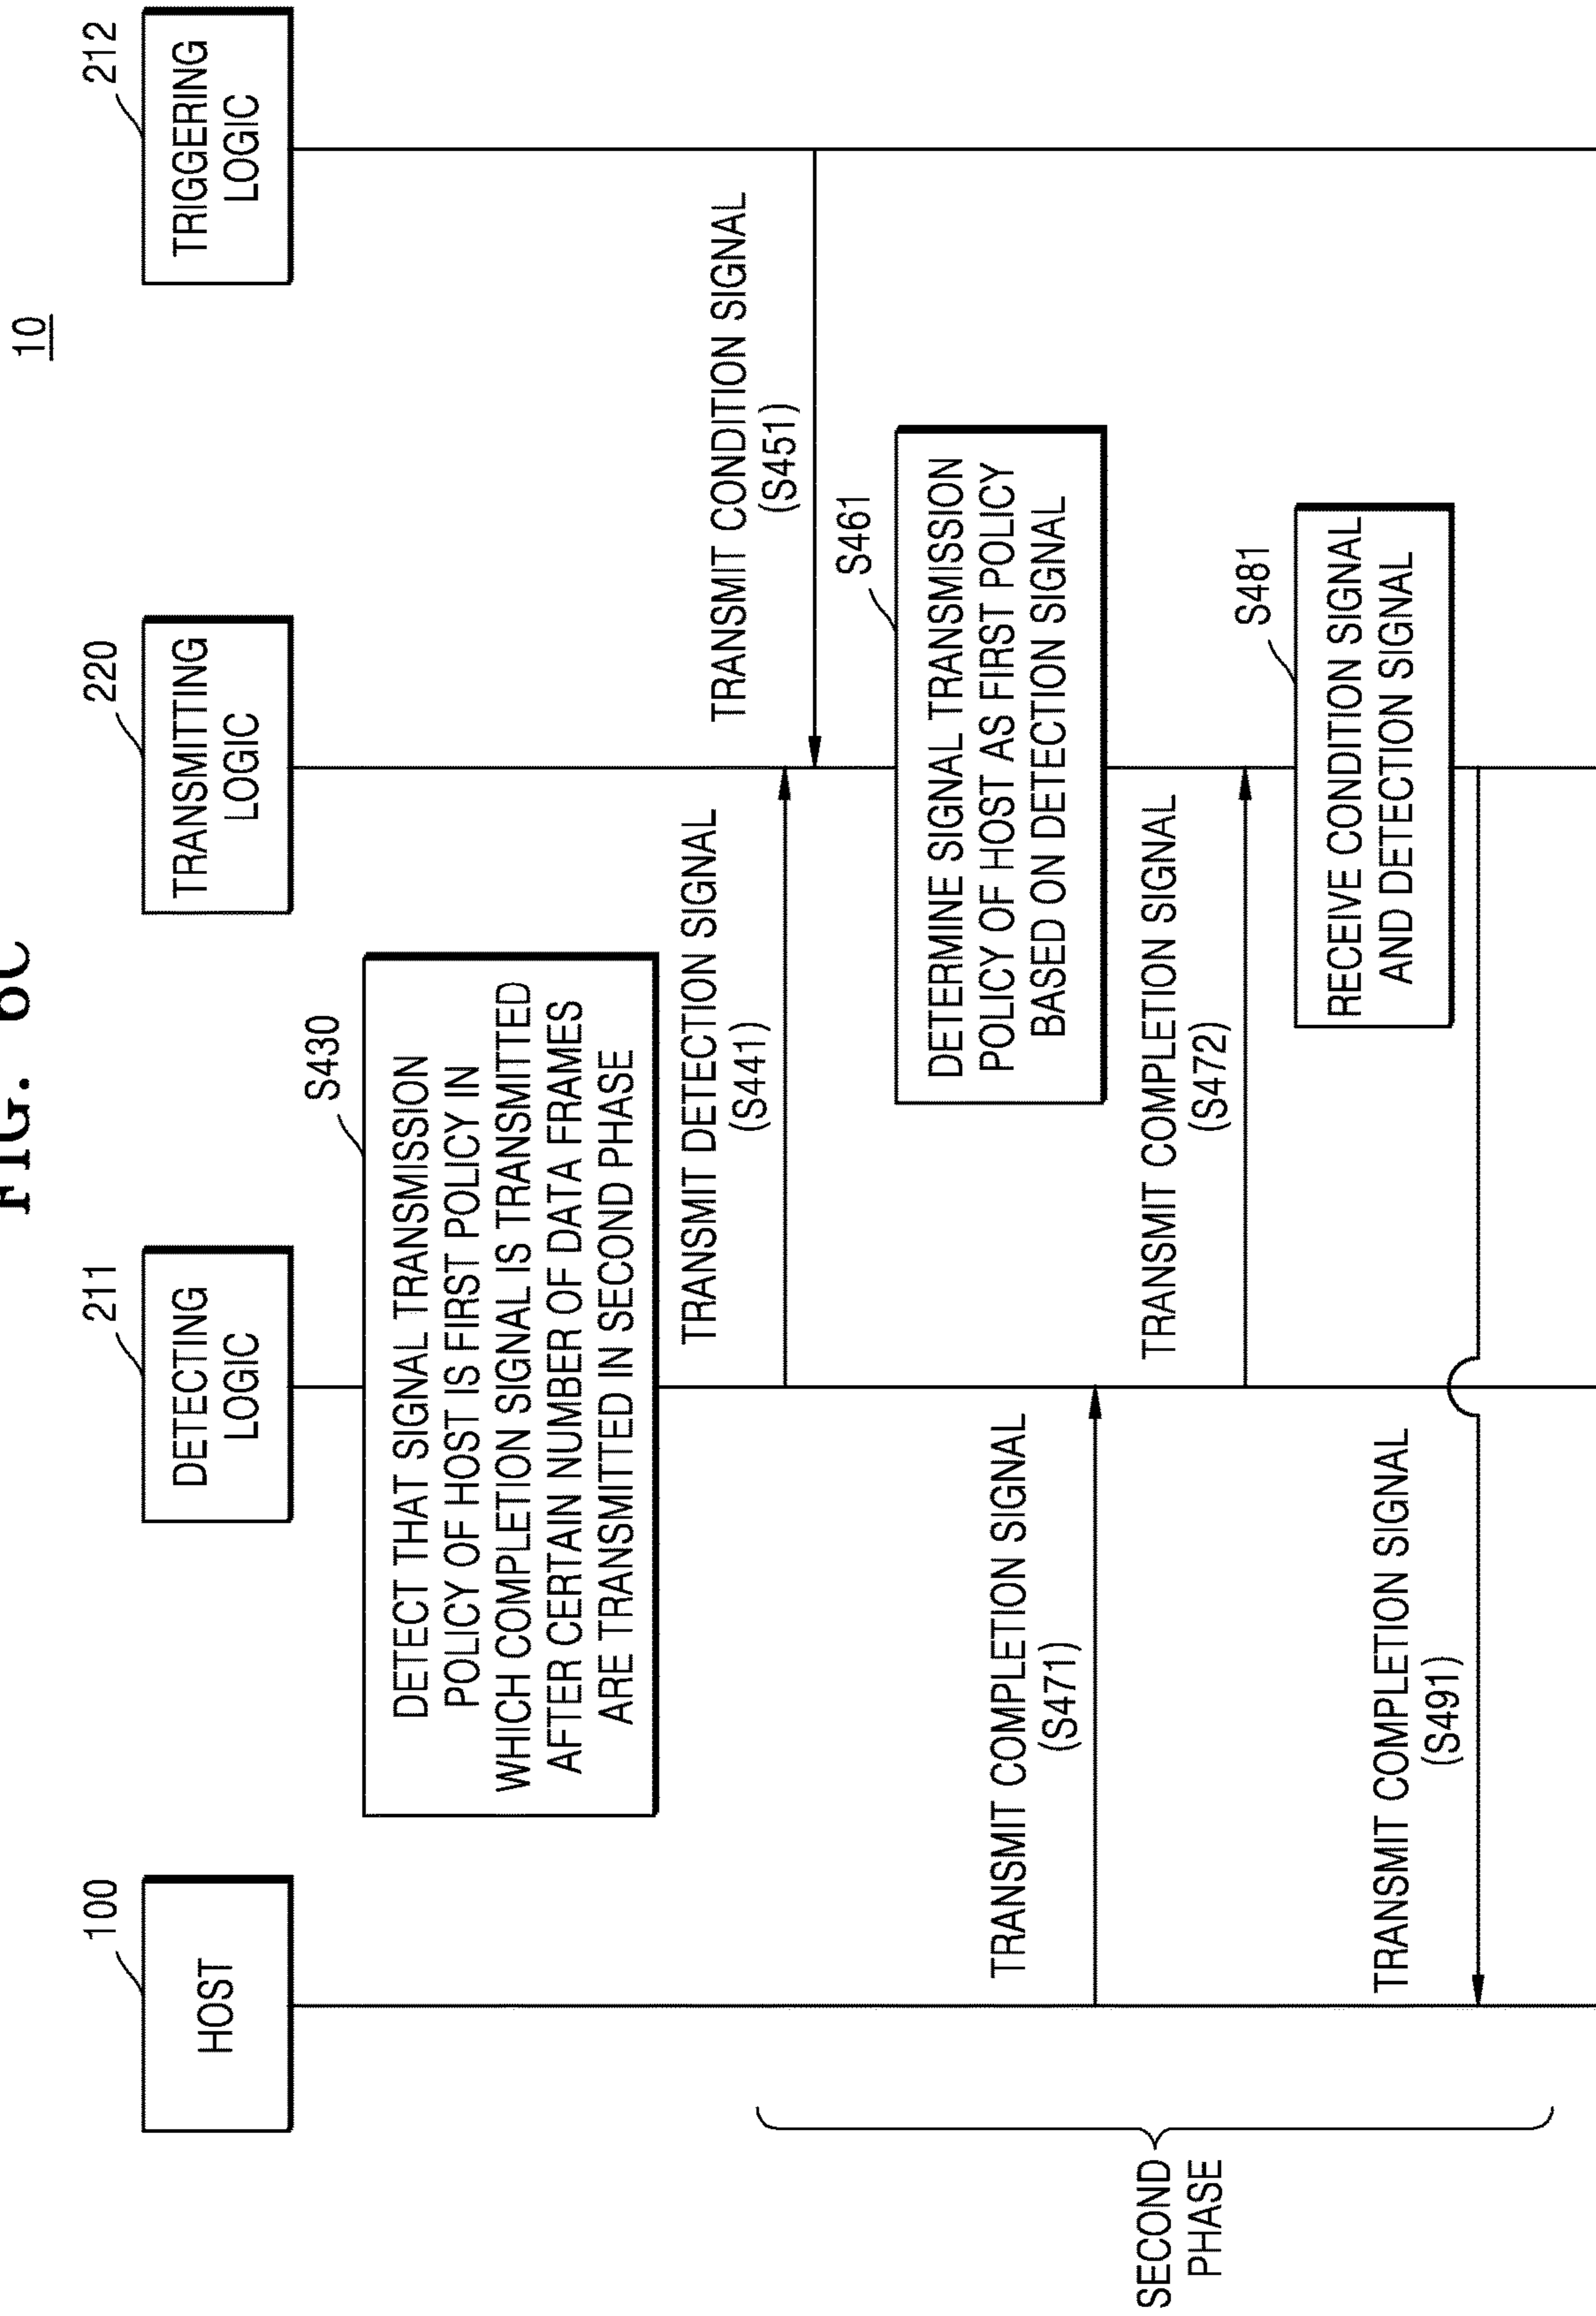 FIG. 6C
10
100
HOST
211
DETECTING
LOGIC
220
TRANSMITTING
LOGIC
212
TRIGGERING
LOGIC
S430
DETECT THAT SIGNAL TRANSMISSION
POLICY OF HOST IS FIRST POLICY IN
WHICH COMPLETION SIGNAL IS TRANSMITTED
AFTER CERTAIN NUMBER OF DATA FRAMES
ARE TRANSMITTED IN SECOND PHASE
TRANSMIT DETECTION SIGNAL
(S441)
TRANSMIT CONDITION SIGNAL
(S451)
S461
DETERMINE SIGNAL TRANSMISSION
POLICY OF HOST AS FIRST POLICY
BASED ON DETECTION SIGNAL
SECOND
PHASE
TRANSMIT COMPLETION SIGNAL
(S471)
TRANSMIT COMPLETION SIGNAL
(S472)
S481
RECEIVE CONDITION SIGNAL
AND DETECTION SIGNAL
TRANSMIT COMPLETION SIGNAL
(S491)